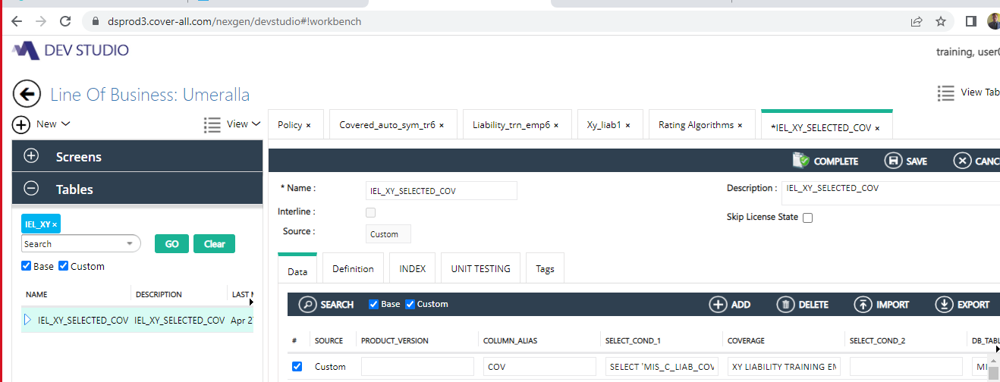 dsprod3.cover-all.com/nexgen/devstudio#!workbench
DEV STUDIO
training, user
Line Of Business: Umeralla
View Tab
New
View
Policy ×
Covered_auto_sym_tr6 ×
Liability_trn_emp6 ×
Xy_liab1 ×
Rating Algorithms ×
*IEL_XY_SELECTED_COV ×
Screens
Tables
COMPLETE
SAVE
CANC
* Name :
IEL_XY_SELECTED_COV
Description :
IEL_XY_SELECTED_COV
Interline :
Skip License State
Source :
Custom
IEL_XY ×
Search
GO
Clear
Base
Custom
NAME
DESCRIPTION
LAST
IEL_XY_SELECTED_COV
IEL_XY_SELECTED_COV
Apr 2
Data
Definition
INDEX
UNIT TESTING
Tags
SEARCH
Base
Custom
ADD
DELETE
IMPORT
EXPORT
#
SOURCE
PRODUCT_VERSION
COLUMN_ALIAS
SELECT_COND_1
COVERAGE
SELECT_COND_2
DB_TABL
Custom
COV
SELECT 'MIS_C_LIAB_COV
XY LIABILITY TRAINING EM
MI